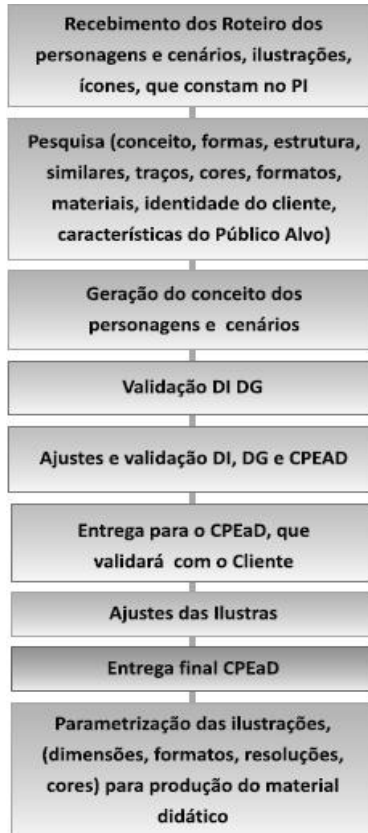 Recebimento dos Roteiro dos
personagens e cenários, ilustrações,
ícones, que constam no PI
Pesquisa (conceito, formas, estrutura,
similares, traços, cores, formatos,
materiais, identidade do cliente,
características do Público Alvo)
Geração do conceito dos
personagens e cenários
Validação DI DG
Ajustes e validação DI, DG e CPEAD
Entrega para o CPEaD, que
validará com o Cliente
Ajustes das Ilustras
Entrega final CPEaD
Parametrização das ilustrações,
(dimensões, formatos, resoluções,
cores) para produção do material
didático